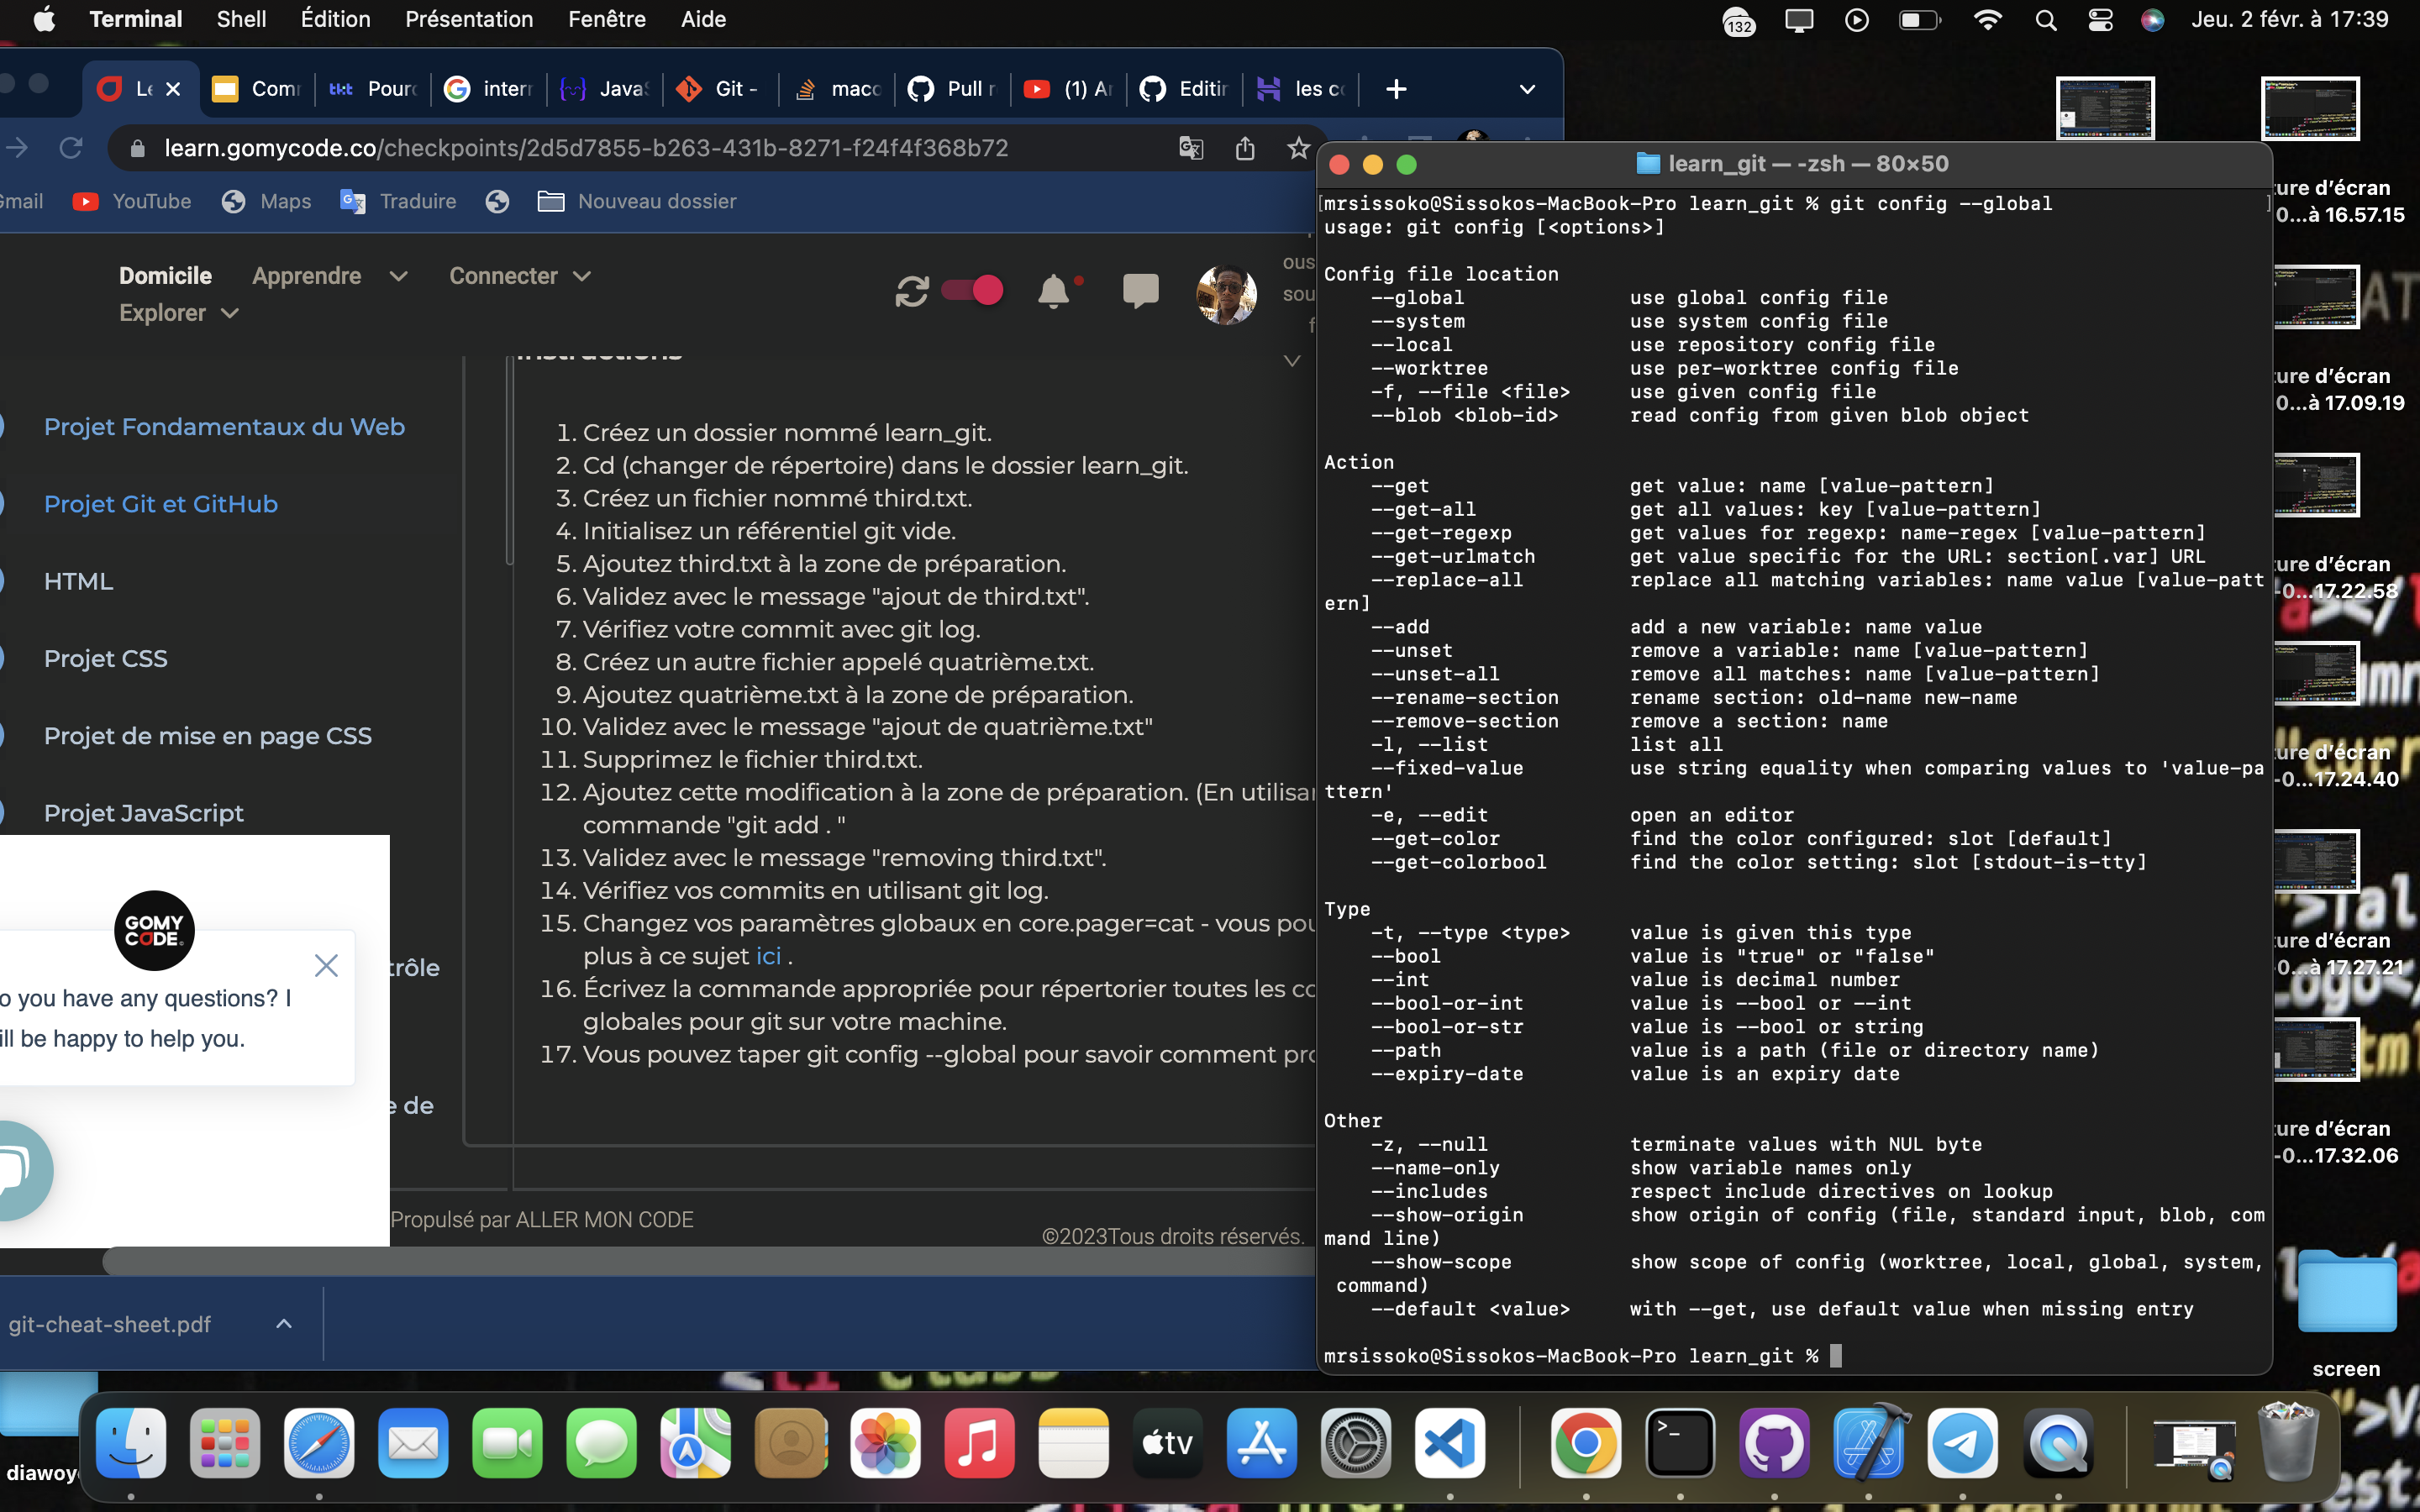 Terminal Shell Édition Présentation Fenêtre Aide
132
Jeu. 2 févr. à 17:39
Com
tkt Pour
inter
Java
Git -
mac
Pull r
(1) Ar
Editir
les c
learn.gomycode.co/checkpoints/2d5d7855-b263-431b-8271-f24f4f368b72
Gmail YouTube Maps Traduire Nouveau dossier
Domicile Apprendre Connecter
Explorer
ous
sou
Projet Fondamentaux du Web
Projet Git et GitHub
HTML
Projet CSS
Projet de mise en page CSS
Projet JavaScript
trôle
e de
Instructions
1. Créez un dossier nommé learn_git.
2. Cd (changer de répertoire) dans le dossier learn_git.
3. Créez un fichier nommé third.txt.
4. Initialisez un référentiel git vide.
5. Ajoutez third.txt à la zone de préparation.
6. Validez avec le message "ajout de third.txt".
7. Vérifiez votre commit avec git log.
8. Créez un autre fichier appelé quatrième.txt.
9. Ajoutez quatrième.txt à la zone de préparation.
10. Validez avec le message "ajout de quatrième.txt"
11. Supprimez le fichier third.txt.
12. Ajoutez cette modification à la zone de préparation. (En utilisa
commande "git add . "
13. Validez avec le message "removing third.txt".
14. Vérifiez vos commits en utilisant git log.
15. Changez vos paramètres globaux en core.pager=cat - vous pou
plus à ce sujet ici .
16. Écrivez la commande appropriée pour répertorier toutes les co
globales pour git sur votre machine.
17. Vous pouvez taper git config --global pour savoir comment pro
GOMY
CODE
o you have any questions? I
ill be happy to help you.
Propulsé par ALLER MON CODE
©2023Tous droits réservés.
git-cheat-sheet.pdf
learn_git — -zsh — 80×50
[mrsissoko@Sissokos-MacBook-Pro learn_git % git config --global ]
usage: git config [<options>]
Config file location
--global use global config file
--system use system config file
--local use repository config file
--worktree use per-worktree config file
-f, --file <file> use given config file
--blob <blob-id> read config from given blob object
Action
--get get value: name [value-pattern]
--get-all get all values: key [value-pattern]
--get-regexp get values for regexp: name-regex [value-pattern]
--get-urlmatch get value specific for the URL: section[.var] URL
--replace-all replace all matching variables: name value [value-patt
ern]
--add add a new variable: name value
--unset remove a variable: name [value-pattern]
--unset-all remove all matches: name [value-pattern]
--rename-section rename section: old-name new-name
--remove-section remove a section: name
-l, --list list all
--fixed-value use string equality when comparing values to 'value-pa
ttern'
-e, --edit open an editor
--get-color find the color configured: slot [default]
--get-colorbool find the color setting: slot [stdout-is-tty]
Type
-t, --type <type> value is given this type
--bool value is "true" or "false"
--int value is decimal number
--bool-or-int value is --bool or --int
--bool-or-str value is --bool or string
--path value is a path (file or directory name)
--expiry-date value is an expiry date
Other
-z, --null terminate values with NUL byte
--name-only show variable names only
--includes respect include directives on lookup
--show-origin show origin of config (file, standard input, blob, com
mand line)
--show-scope show scope of config (worktree, local, global, system,
command)
--default <value> with --get, use default value when missing entry
mrsissoko@Sissokos-MacBook-Pro learn_git %
ture d'écran
0...à 16.57.15
ture d'écran
0...à 17.09.19
ture d'écran
-0...17.22.58
ture d'écran
-0...17.24.40
ture d'écran
-0...à 17.27.21
ture d'écran
-0...17.32.06
screen
diawoy
tv